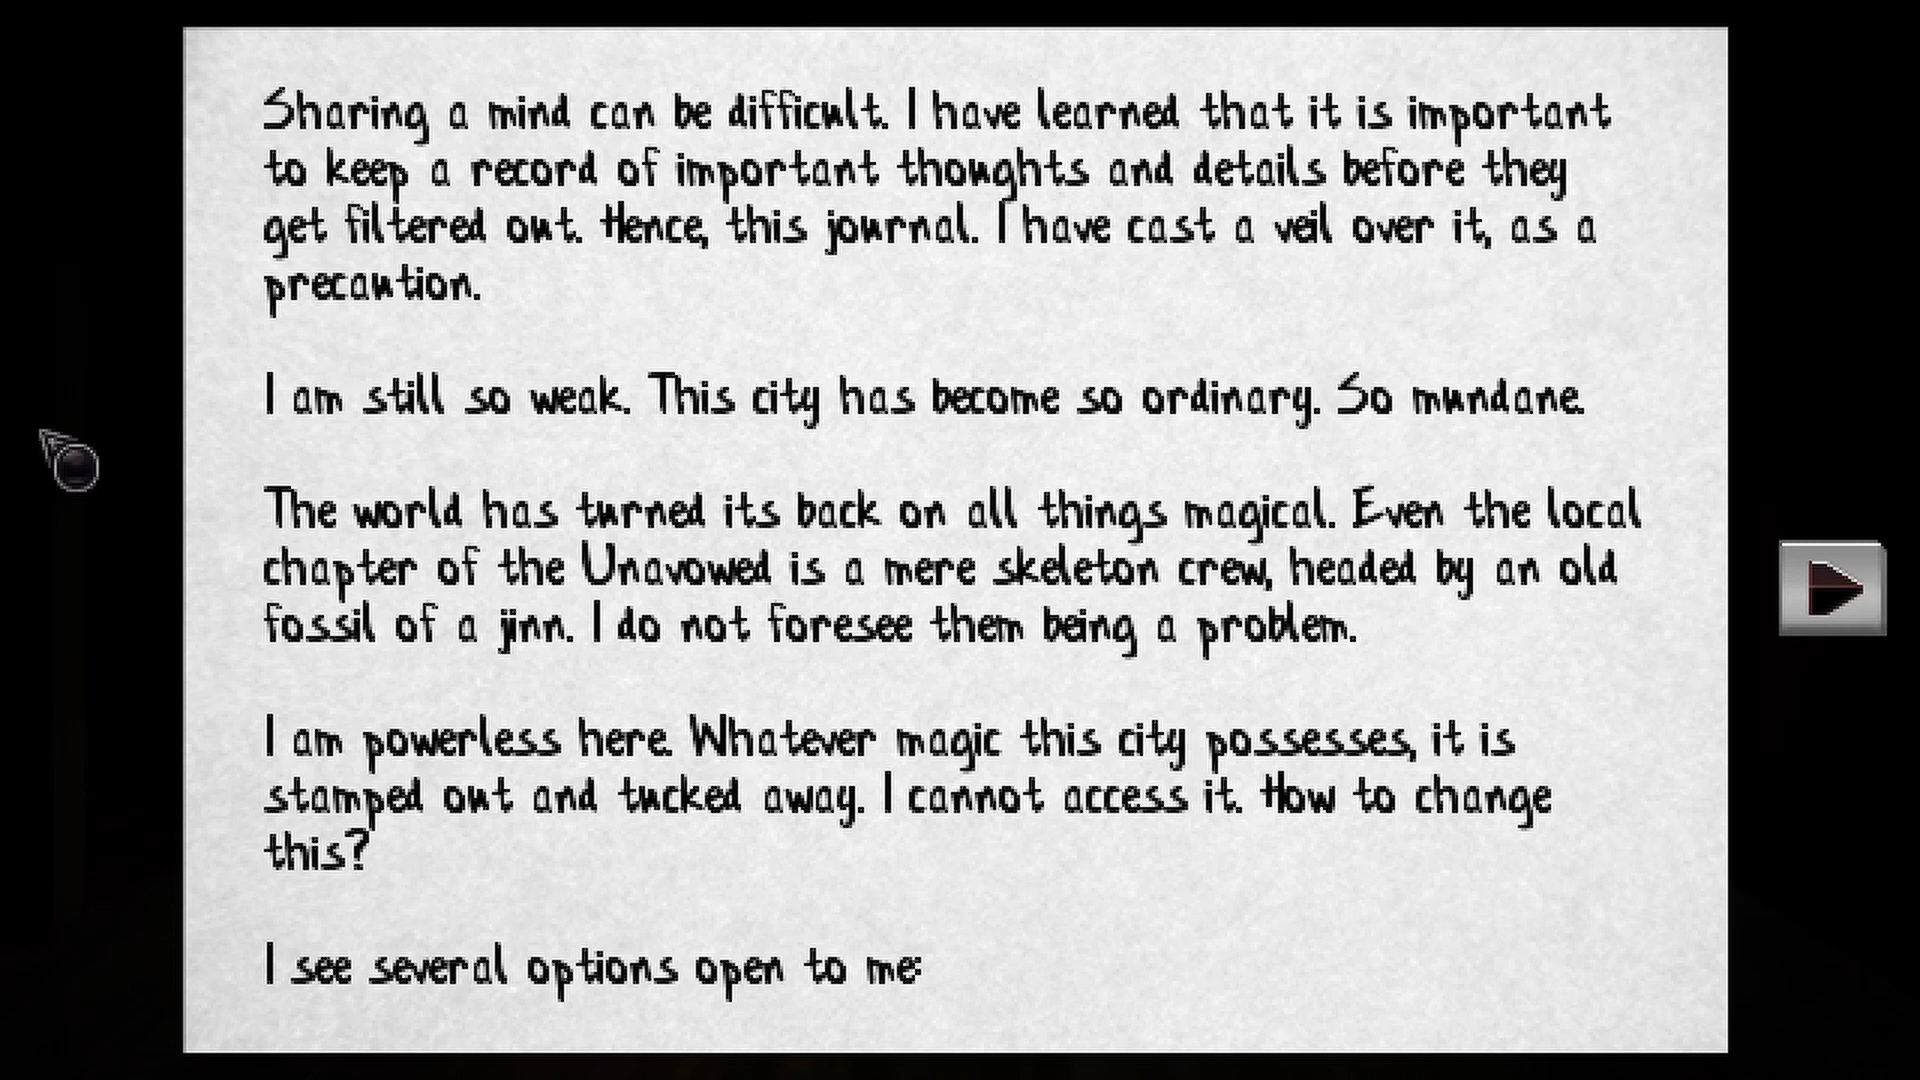 Sharing a mind can be difficult. I have learned that it is important
to keep a record of important thoughts and details before they
get filtered out. Hence, this journal. I have cast a veil over it, as a
precaution.
I am still so weak. This city has become so ordinary. So mundane.
The world has turned its back on all things magical. Even the local
chapter of the Unavowed is a mere skeleton crew, headed by an old
fossil of a jinn. I do not foresee them being a problem.
I am powerless here. Whatever magic this city possesses, it is
stamped out and tucked away. I cannot access it. How to change
this?
I see several options open to me: